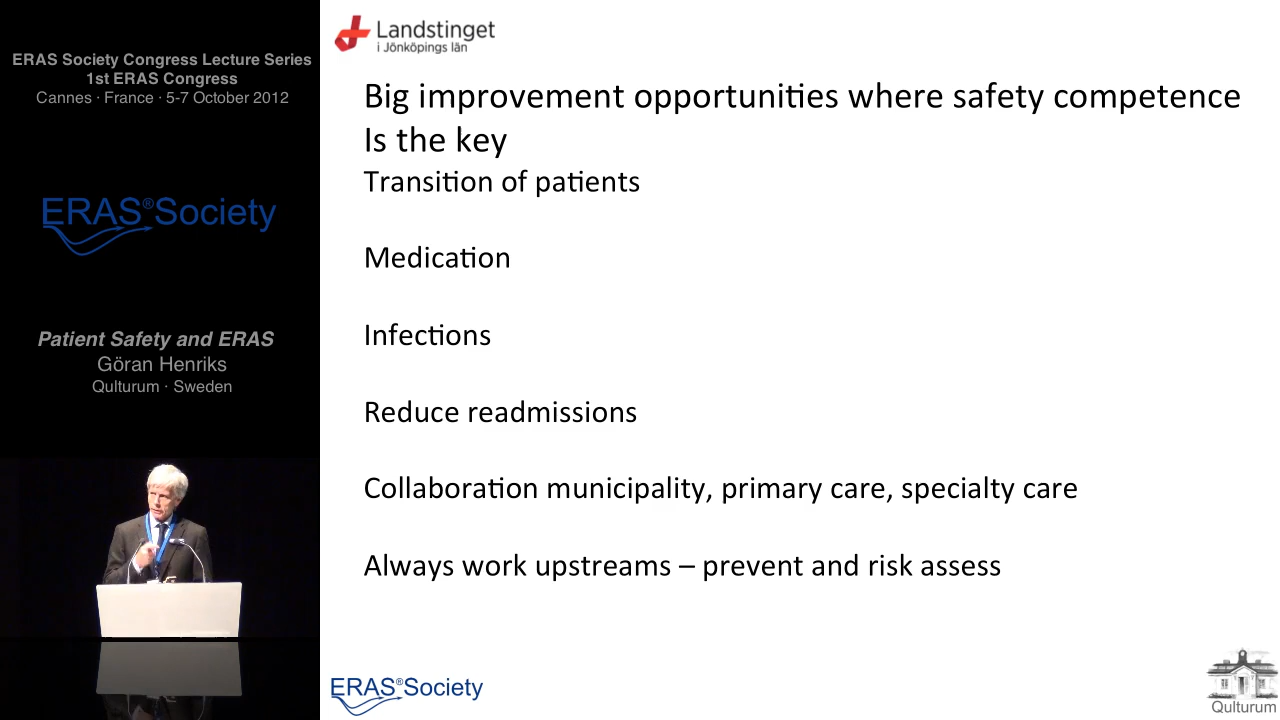 ERAS Society Congress Lecture Series
1st ERAS Congress
Cannes · France · 5-7 October 2012
ERAS®Society
Patient Safety and ERAS
Göran Henriks
Qulturum · Sweden
Landstinget
i Jönköpings län
Big improvement opportunities where safety competence
Is the key
Transition of patients
Medication
Infections
Reduce readmissions
Collaboration municipality, primary care, specialty care
Always work upstreams – prevent and risk assess
ERAS®Society
Qulturum